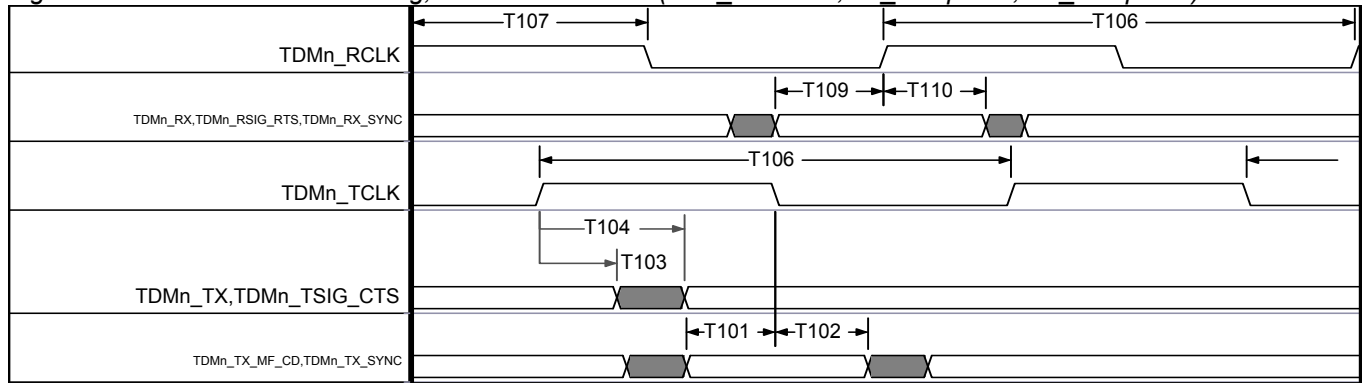 T107 T106
TDMn_RCLK
T109 T110
TDMn_RX,TDMn_RSIG_RTS,TDMn_RX_SYNC
T106
TDMn_TCLK
T104
T103
TDMn_TX,TDMn_TSIG_CTS
T101 T102
TDMn_TX_MF_CD,TDMn_TX_SYNC